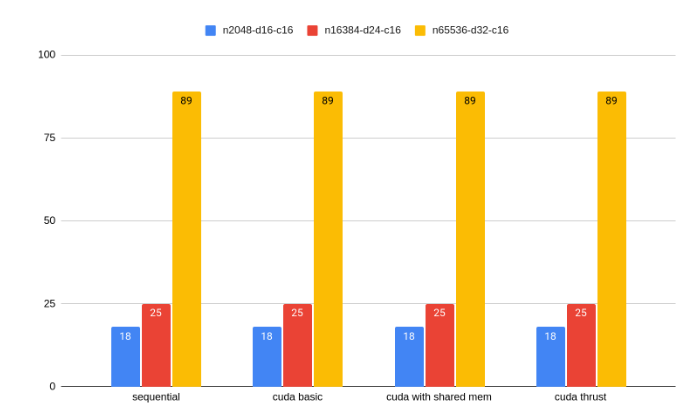 n2048-d16-c16 n16384-d24-c16 n65536-d32-c16
100
75
50
25
0
18 25 89
18 25 89
18 25 89
18 25 89
sequential cuda basic cuda with shared mem cuda thrust